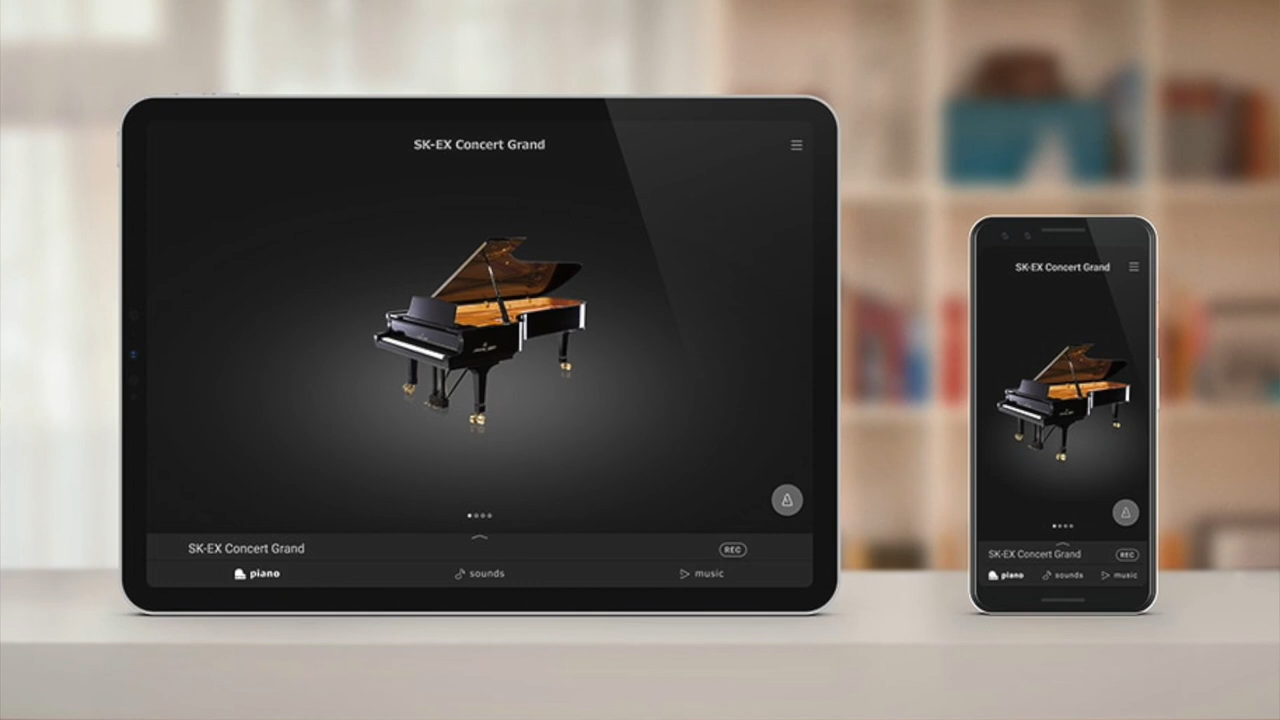 SK-EX Concert Grand
SK-EX Concert Grand
REC
piano
sounds
music
SK-EX Concert Grand
SK-EX Concert Grand
REC
piano
sounds
music